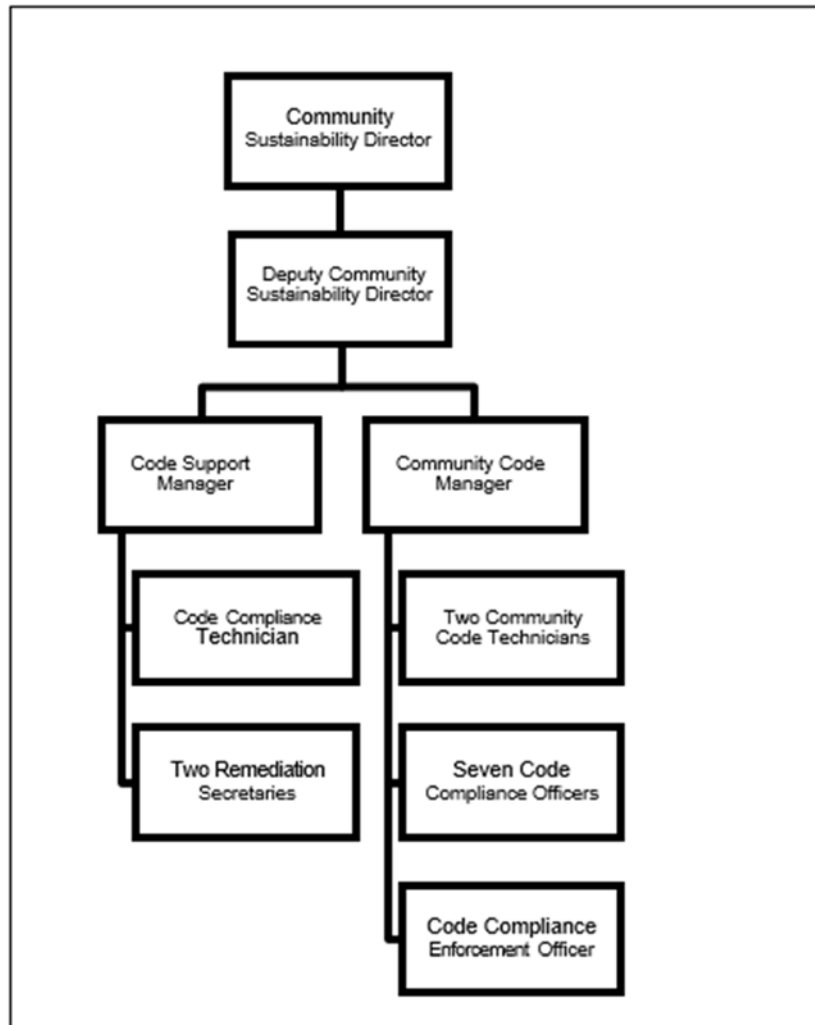 Community
Sustainability Director
Deputy Community
Sustainability Director
Code Support
Manager
Community Code
Manager
Code Compliance
Technician
Two Community
Code Technicians
Two Remediation
Secretaries
Seven Code
Compliance Officers
Code Compliance
Enforcement Officer